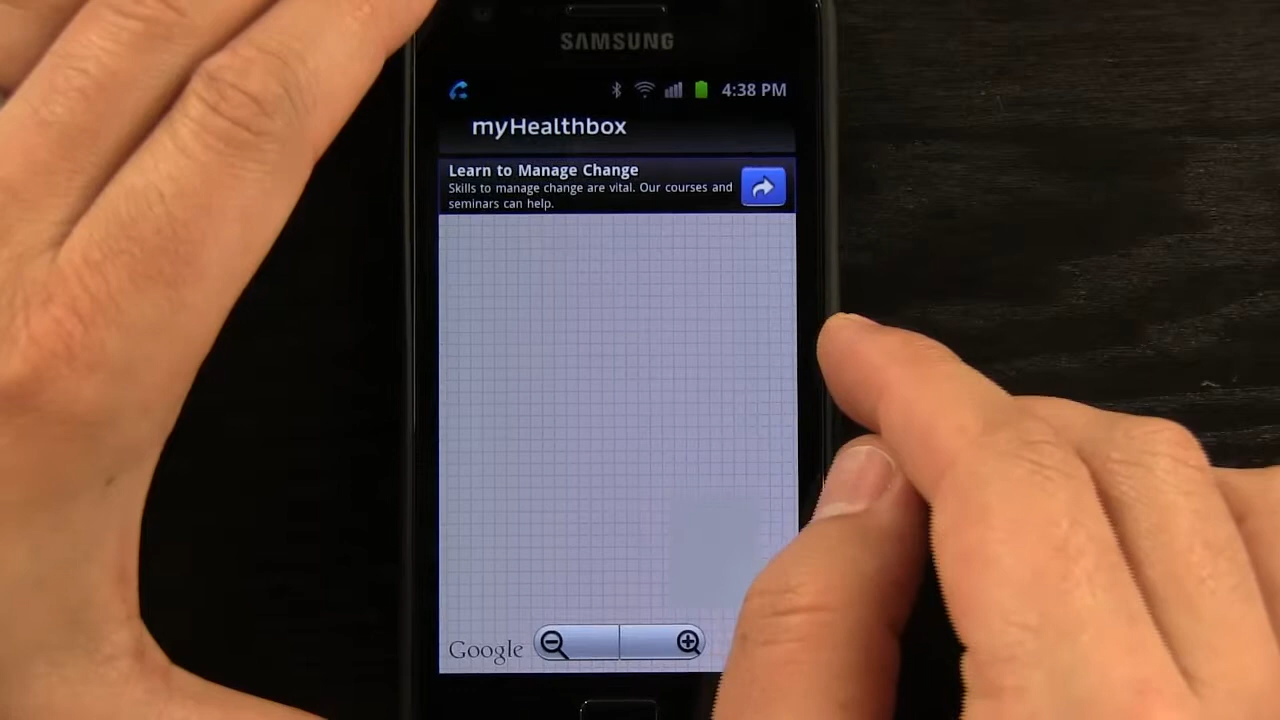 SAMSUNG
4:38 PM
myHealthbox
Learn to Manage Change
Skills to manage change are vital. Our courses and
seminars can help.
Google